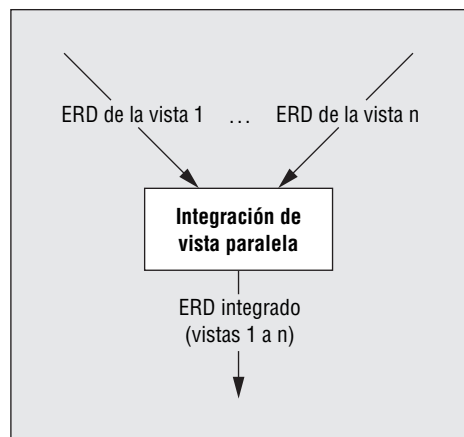 ERD de la vista 1 … ERD de la vista n
Integración de
vista paralela
ERD integrado
(vistas 1 a n)